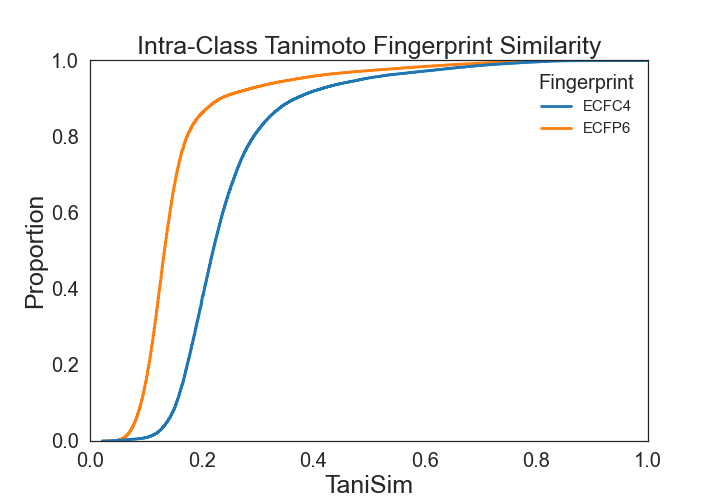 Intra-Class Tanimoto Fingerprint Similarity
1.0
0.8
0.6
0.4
0.2
0.0
Proportion
Fingerprint
ECFC4
ECFP6
0.0 0.2 0.4 0.6 0.8 1.0
TaniSim